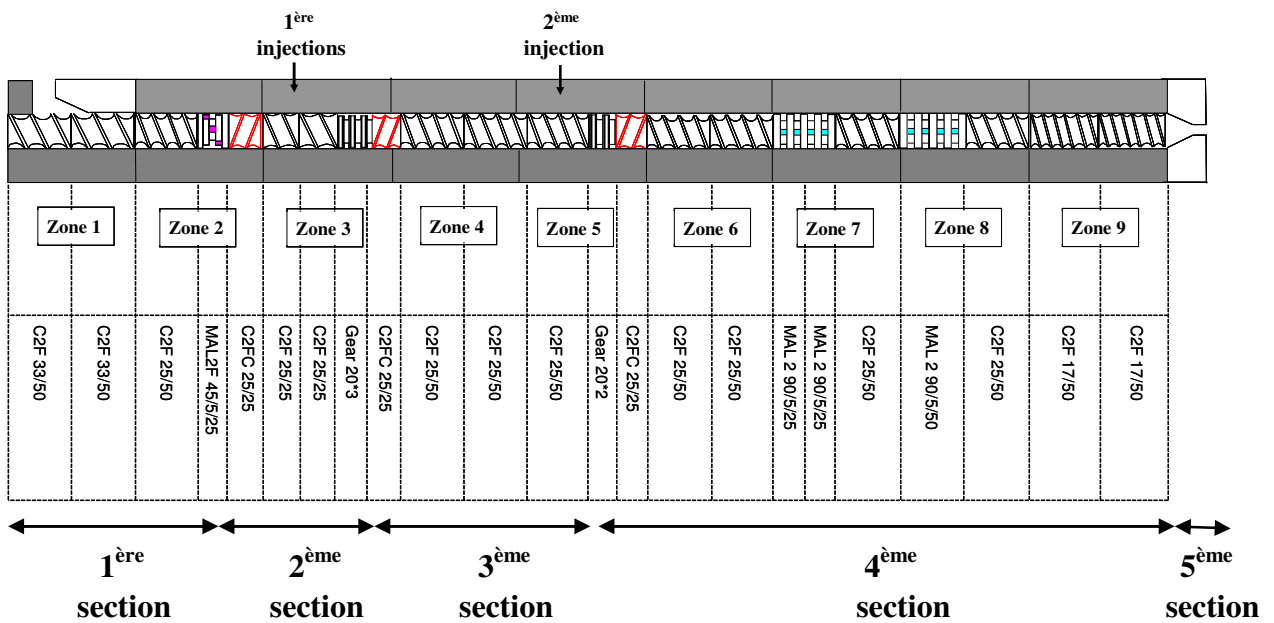 1ère
injections
2ème
injection
Zone 1
Zone 2
Zone 3
Zone 4
Zone 5
Zone 6
Zone 7
Zone 8
Zone 9
C2F 33/50
C2F 33/50
C2F 25/50
MAL2F 45/5/25
C2FC 25/25
C2F 25/25
C2F 25/25
Gear 20*3
C2FC 25/25
C2F 25/50
C2F 25/50
C2F 25/50
Gear 20*2
C2FC 25/25
C2F 25/50
C2F 25/50
MAL 2 90/5/25
MAL 2 90/5/25
C2F 25/50
MAL 2 90/5/50
C2F 25/50
C2F 17/50
C2F 17/50
1ère
section
2ème
section
3ème
section
4ème
section
5ème
section